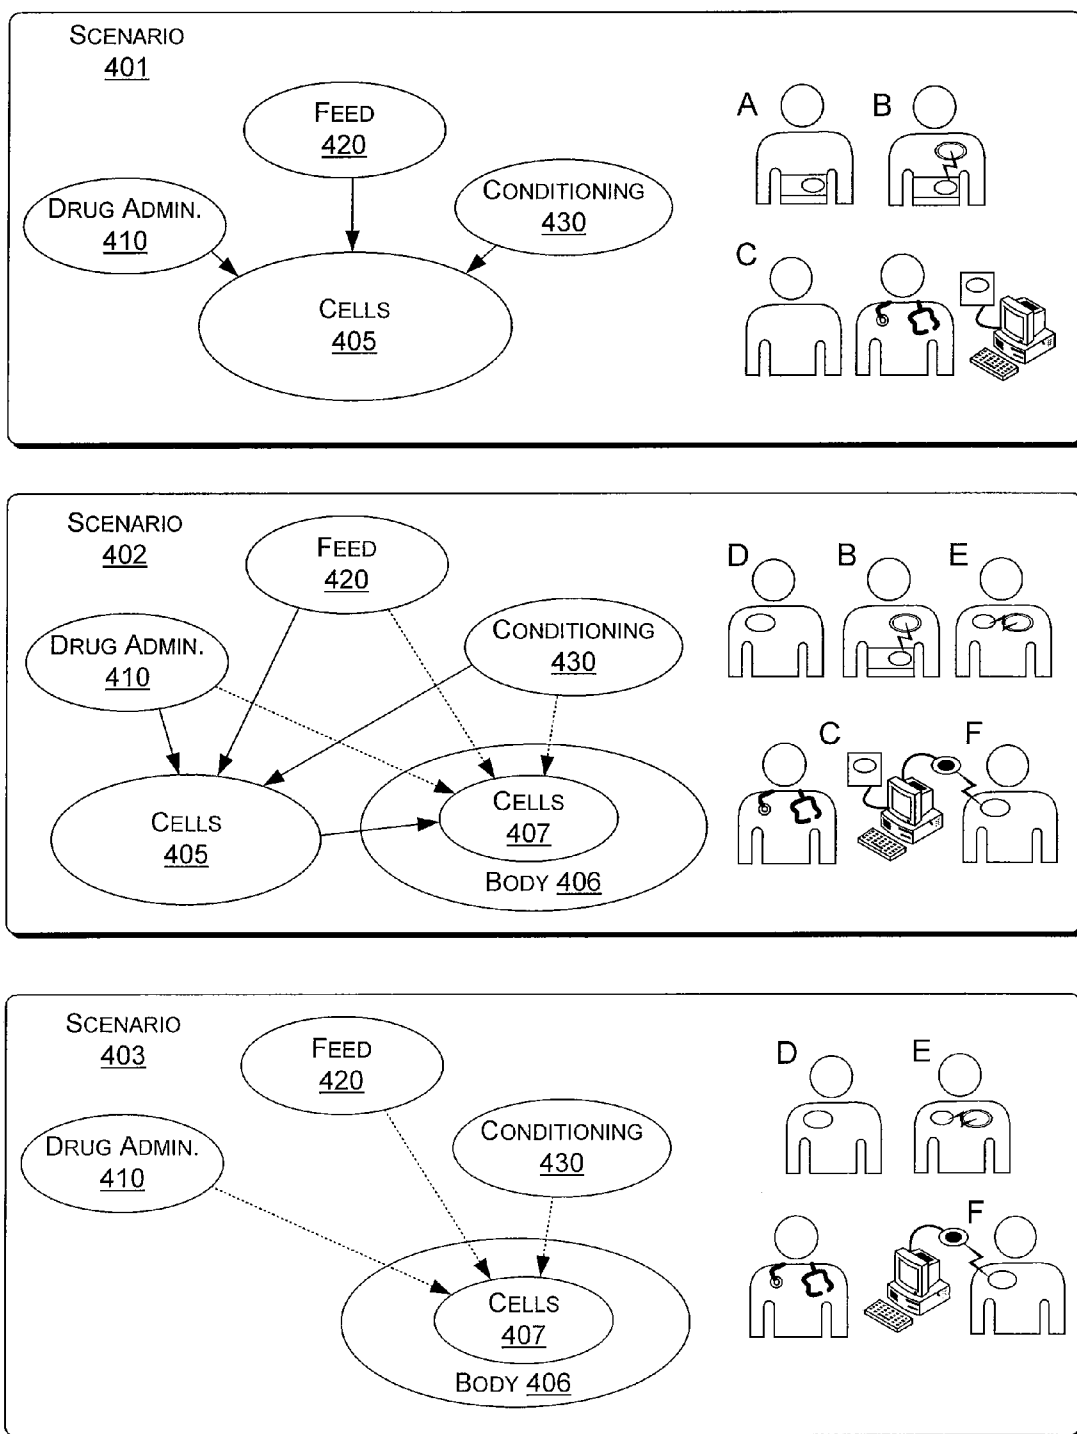 SCENARIO
401
FEED
420
DRUG ADMIN.
410
CONDITIONING
430
CELLS
405
A
B
C
SCENARIO
402
FEED
420
DRUG ADMIN.
410
CONDITIONING
430
CELLS
405
CELLS
407
BODY 406
D
B
E
C
F
SCENARIO
403
FEED
420
DRUG ADMIN.
410
CONDITIONING
430
CELLS
407
BODY 406
D
E
F